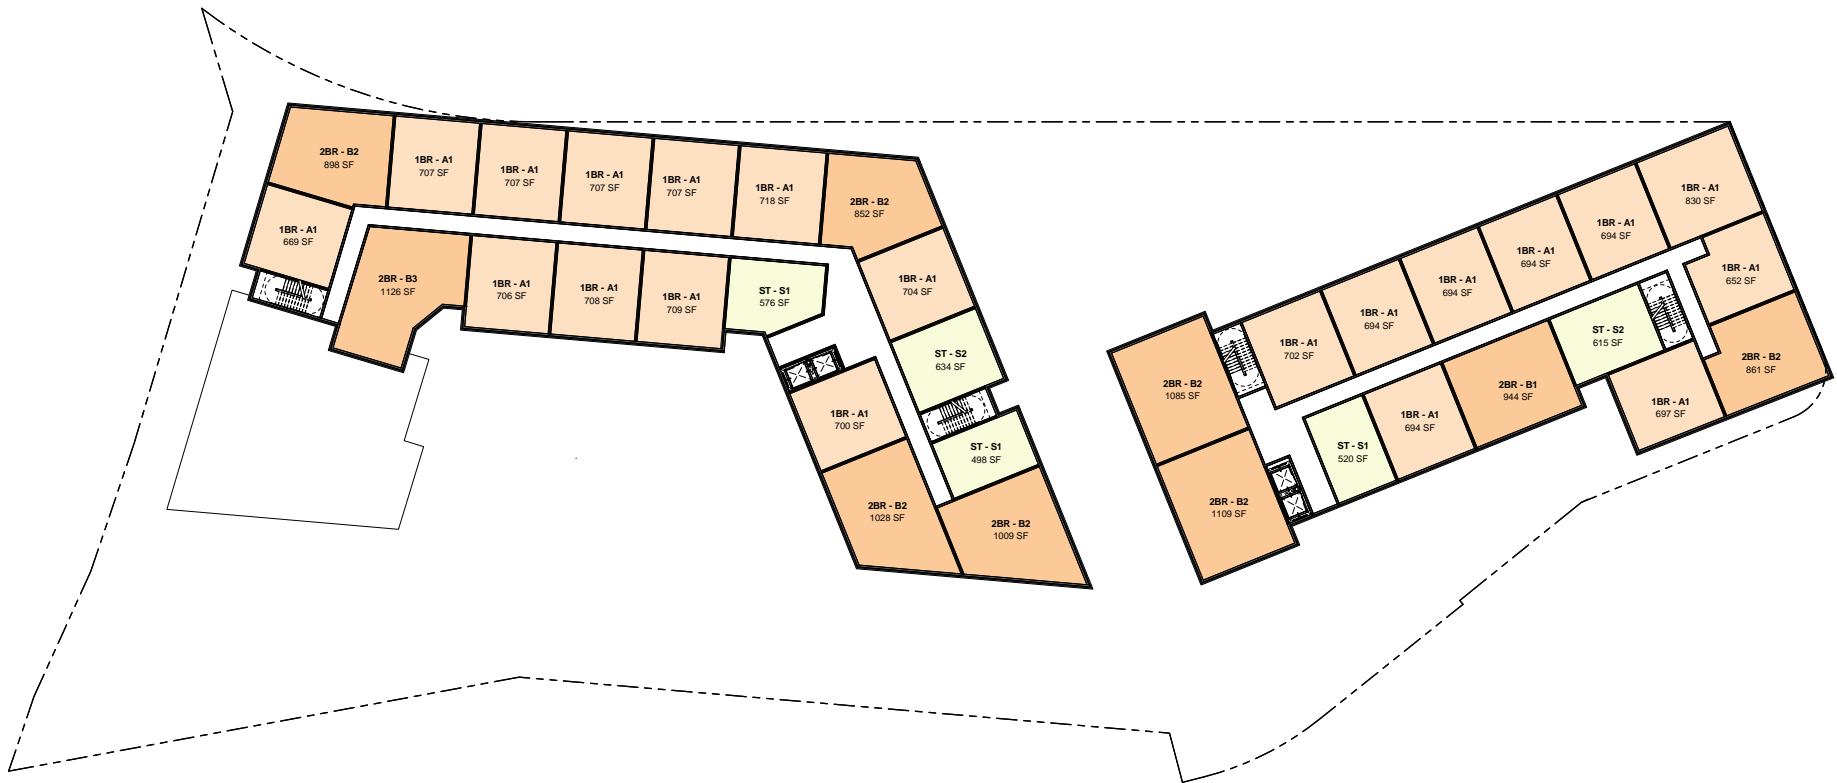 2BR - B2
898 SF
1BR - A1
707 SF
1BR - A1
707 SF
1BR - A1
707 SF
1BR - A1
707 SF
1BR - A1
718 SF
2BR - B2
852 SF
1BR - A1
669 SF
2BR - B3
1126 SF
1BR - A1
706 SF
1BR - A1
708 SF
1BR - A1
709 SF
ST - S1
576 SF
1BR - A1
704 SF
ST - S2
634 SF
1BR - A1
700 SF
ST - S1
498 SF
2BR - B2
1028 SF
2BR - B2
1009 SF
2BR - B2
1085 SF
1BR - A1
702 SF
1BR - A1
694 SF
1BR - A1
694 SF
1BR - A1
694 SF
1BR - A1
694 SF
1BR - A1
830 SF
1BR - A1
652 SF
2BR - B2
861 SF
ST - S2
615 SF
1BR - A1
697 SF
2BR - B1
944 SF
1BR - A1
694 SF
ST - S1
520 SF
2BR - B2
1109 SF